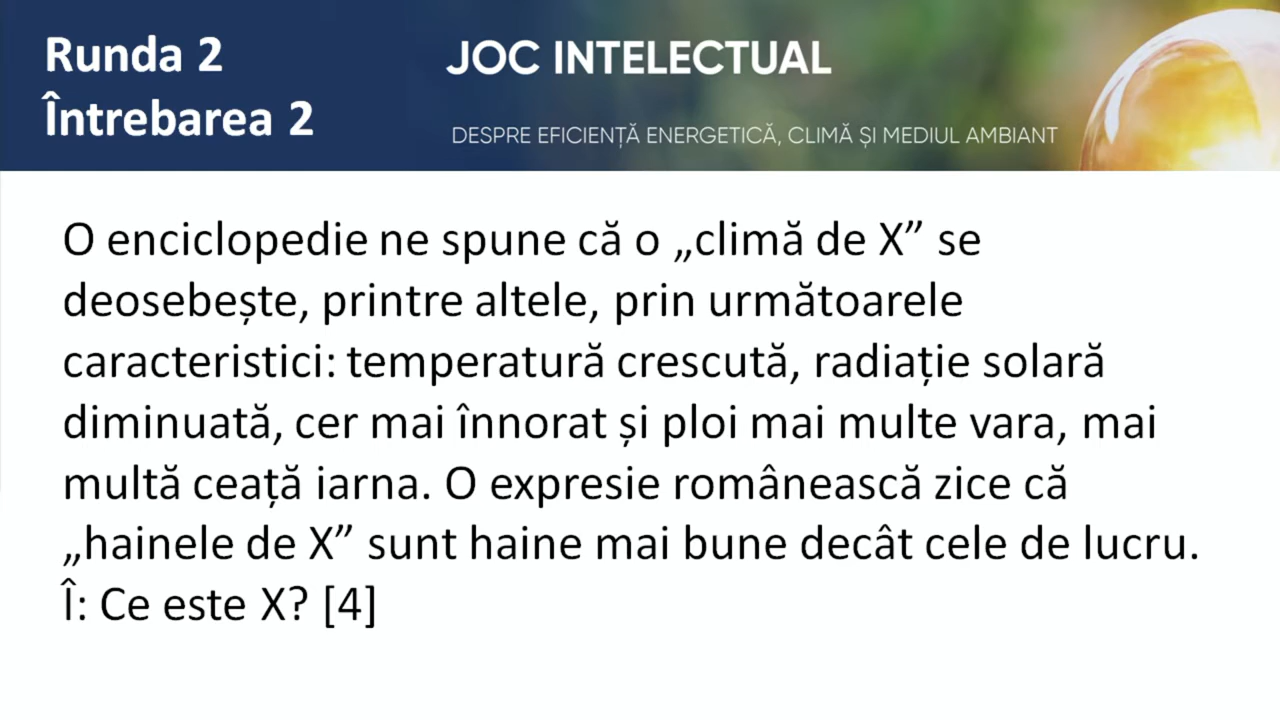 Runda 2
Întrebarea 2
JOC INTELECTUAL
DESPRE EFICIENȚĂ ENERGETICĂ, CLIMĂ ȘI MEDIUL AMBIANT
O enciclopedie ne spune că o „climă de X” se
deosebește, printre altele, prin următoarele
caracteristici: temperatură crescută, radiație solară
diminuată, cer mai înnorat și ploi mai multe vara, mai
multă ceață iarna. O expresie românească zice că
„hainele de X” sunt haine mai bune decât cele de lucru.
Î: Ce este X? [4]